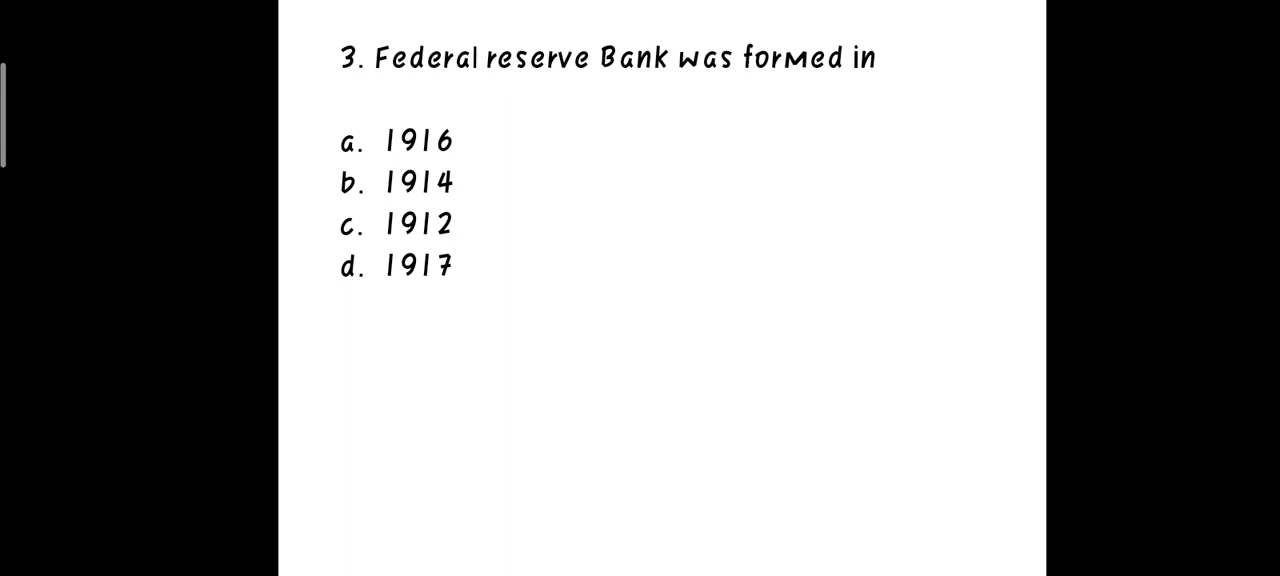 3. Federal reserve Bank was formed in
a. 1916
b. 1914
c. 1912
d. 1917